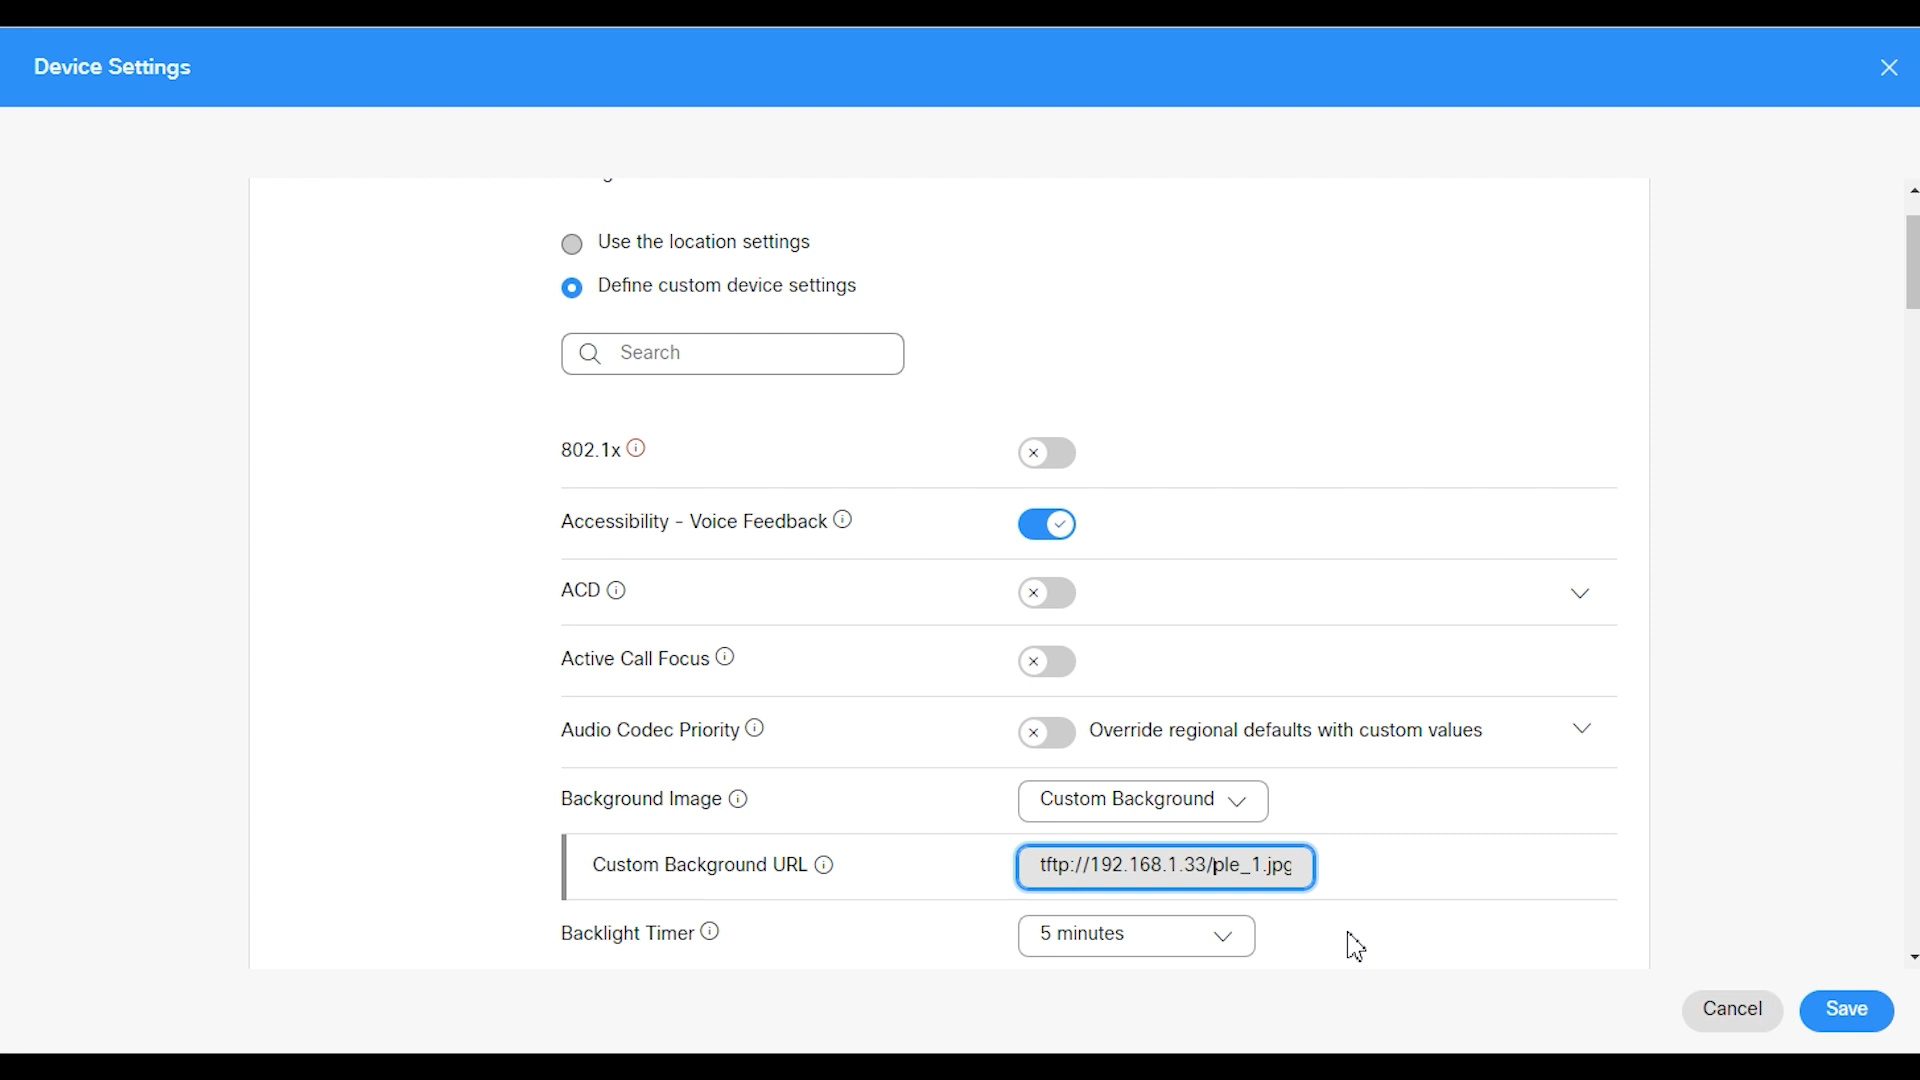 Device Settings
Use the location settings
Define custom device settings
Search
802.1x
Accessibility - Voice Feedback
ACD
Active Call Focus
Audio Codec Priority
Override regional defaults with custom values
Background Image
Custom Background
Custom Background URL
tftp://192.168.1.33/ple_1.jpg
Backlight Timer
5 minutes
Cancel
Save